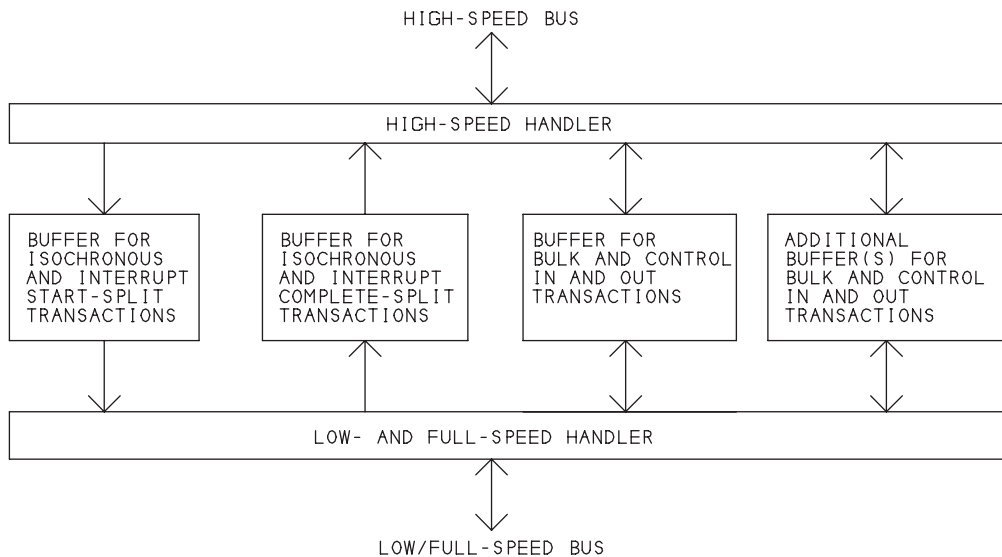 HIGH-SPEED BUS
HIGH-SPEED HANDLER
BUFFER FOR
ISOCHRONOUS
AND INTERRUPT
START-SPLIT
TRANSACTIONS
BUFFER FOR
ISOCHRONOUS
AND INTERRUPT
COMPLETE-SPLIT
TRANSACTIONS
BUFFER FOR
BULK AND CONTROL
IN AND OUT
TRANSACTIONS
ADDITIONAL
BUFFER(S) FOR
BULK AND CONTROL
IN AND OUT
TRANSACTIONS
LOW- AND FULL-SPEED HANDLER
LOW/FULL-SPEED BUS